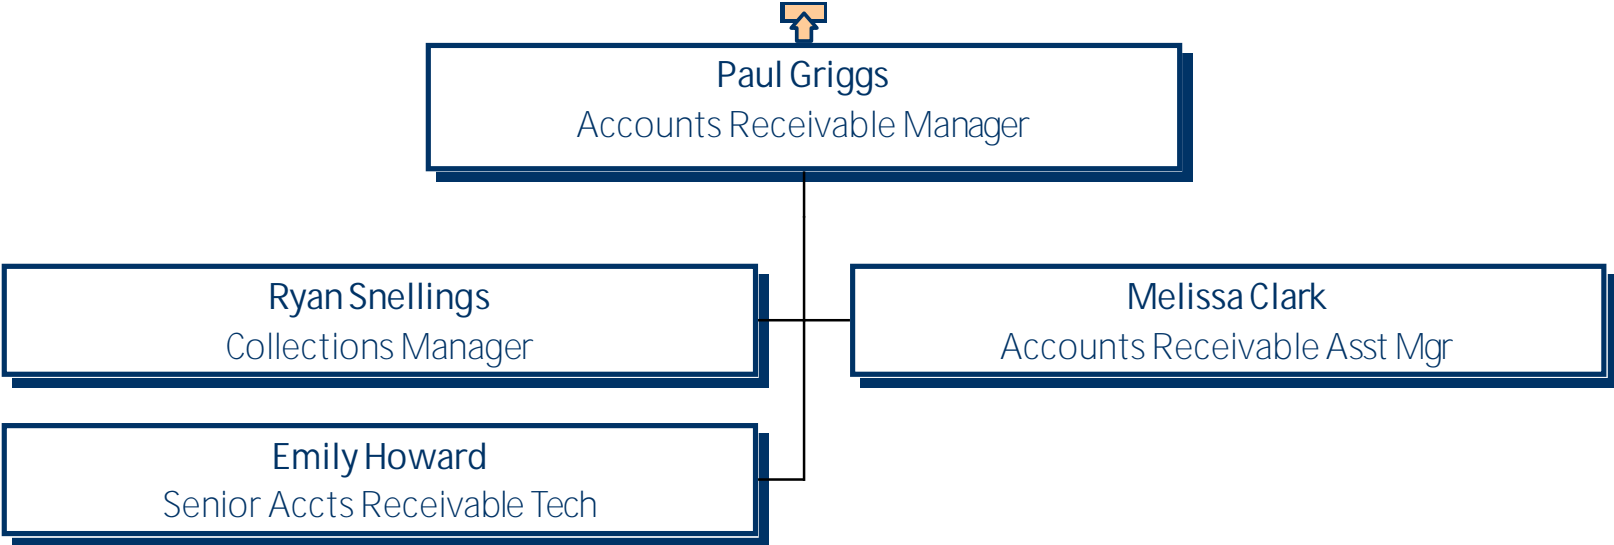 Paul Griggs
Accounts Receivable Manager
Ryan Snellings
Collections Manager
Melissa Clark
Accounts Receivable Asst Mgr
Emily Howard
Senior Accts Receivable Tech